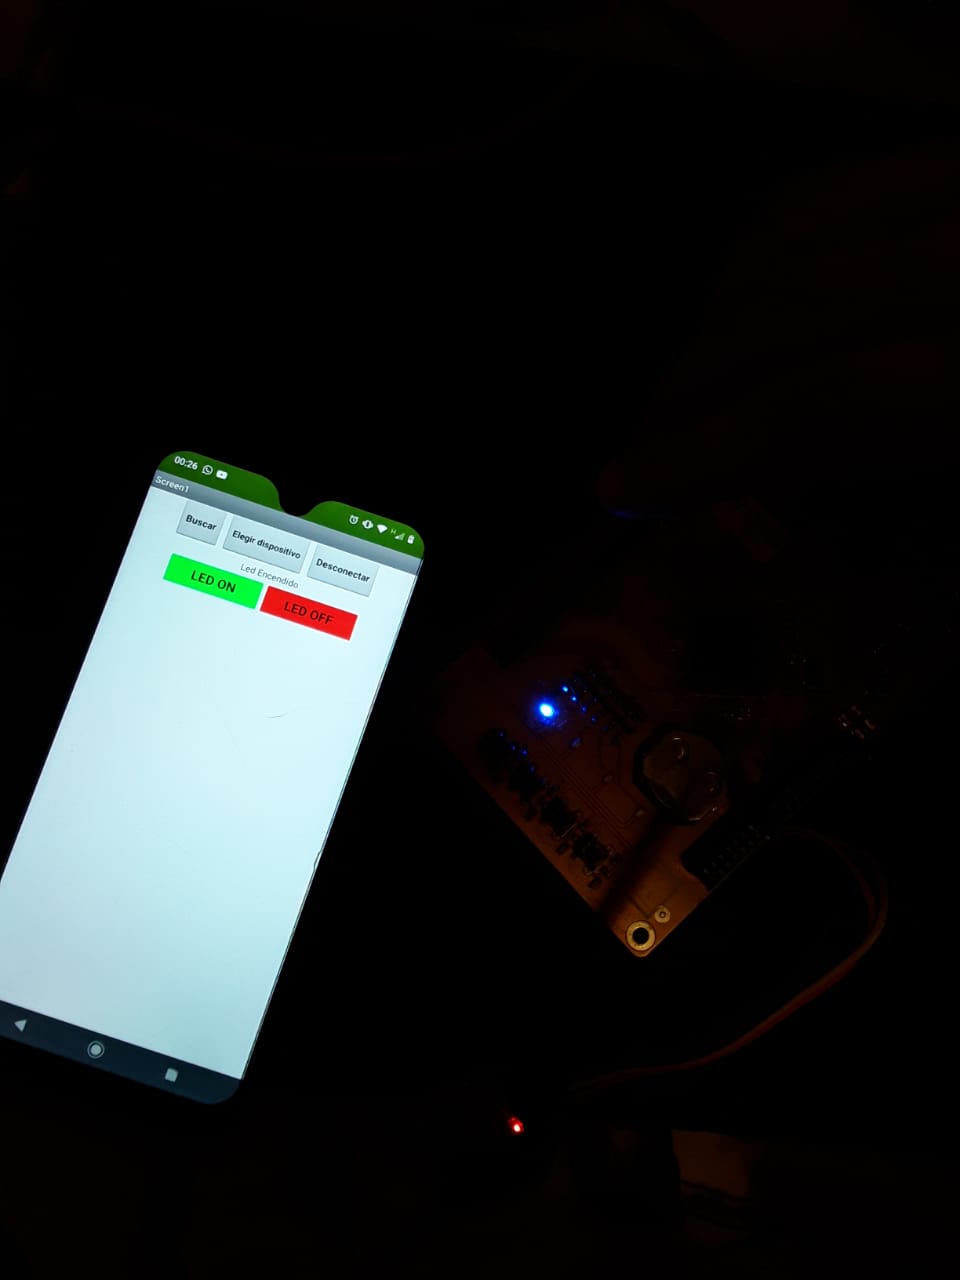 00:26
Screen1
Buscar
Elegir dispositivo
Desconectar
Led Encendido
LED ON
LED OFF